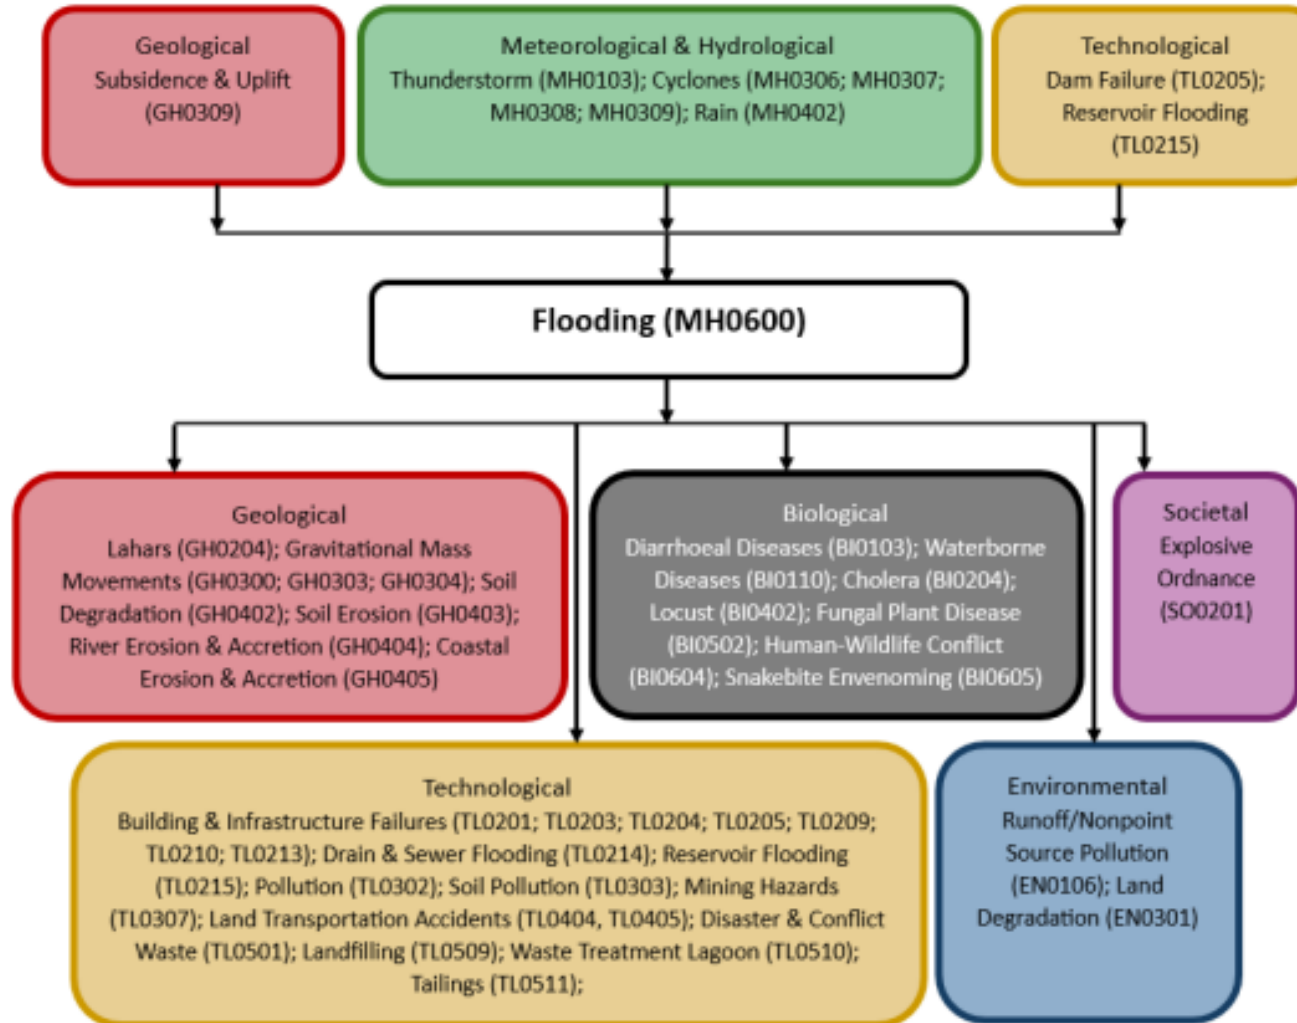 Geological
Subsidence & Uplift
(GH0309)
Meteorological & Hydrological
Thunderstorm (MH0103); Cyclones (MH0306; MH0307;
MH0308; MH0309); Rain (MH0402)
Technological
Dam Failure (TL0205);
Reservoir Flooding
(TL0215)
Flooding (MH0600)
Geological
Lahars (GH0204); Gravitational Mass
Movements (GH0300; GH0303; GH0304); Soil
Degradation (GH0402); Soil Erosion (GH0403);
River Erosion & Accretion (GH0404); Coastal
Erosion & Accretion (GH0405)
Biological
Diarrhoeal Diseases (BI0103); Waterborne
Diseases (BI0110); Cholera (BI0204);
Locust (BI0402); Fungal Plant Disease
(BI0502); Human-Wildlife Conflict
(BI0604); Snakebite Envenoming (BI0605)
Societal
Explosive
Ordnance
(SO0201)
Technological
Building & Infrastructure Failures (TL0201; TL0203; TL0204; TL0205; TL0209;
TL0210; TL0213); Drain & Sewer Flooding (TL0214); Reservoir Flooding
(TL0215); Pollution (TL0302); Soil Pollution (TL0303); Mining Hazards
(TL0307); Land Transportation Accidents (TL0404, TL0405); Disaster & Conflict
Waste (TL0501); Landfilling (TL0509); Waste Treatment Lagoon (TL0510);
Tailings (TL0511);
Environmental
Runoff/Nonpoint
Source Pollution
(EN0106); Land
Degradation (EN0301)